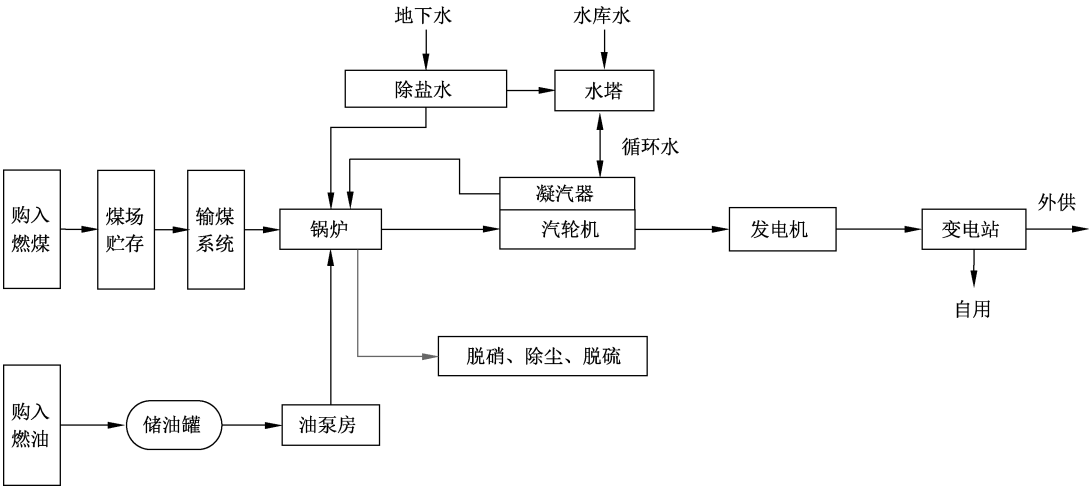 地下水
水库水
除盐水
水塔
循环水
购入
燃煤
煤场
贮存
输煤
系统
锅炉
凝汽器
汽轮机
发电机
变电站
外供
自用
脱硝、除尘、脱硫
购入
燃油
储油罐
油泵房